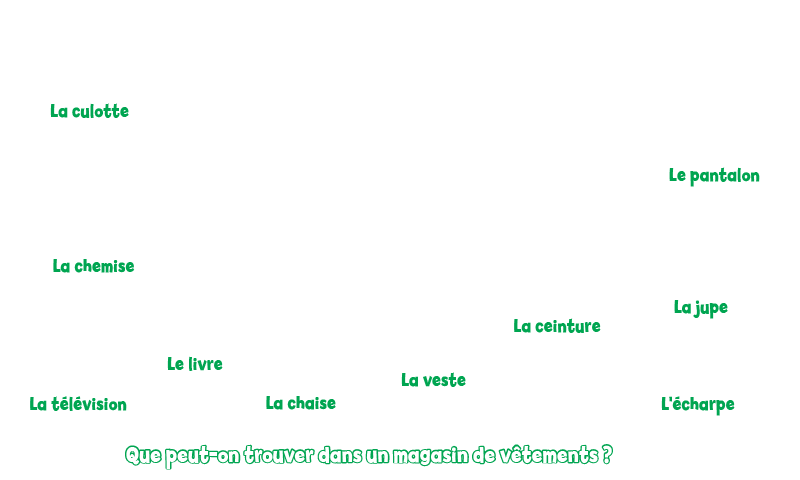 La culotte
Le pantalon
La chemise
La jupe
La ceinture
Le livre
La veste
La télévision
La chaise
L'écharpe
Que peut-on trouver dans un magasin de vêtements ?